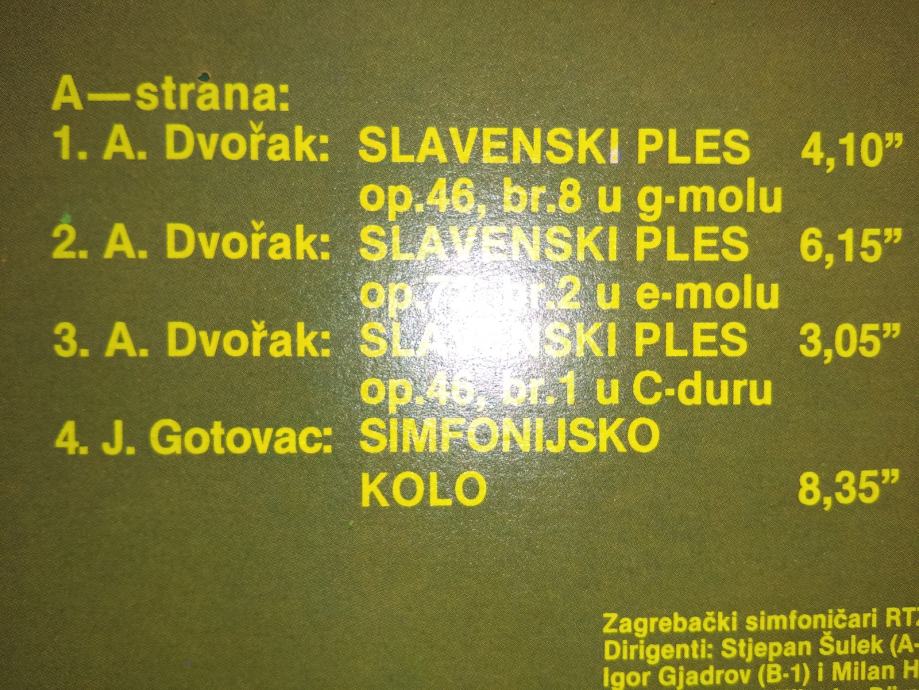 A—strana:
1. A. Dvořak: SLAVENSKI PLES 4,10”
op.46, br.8 u g-molu
2. A. Dvořak: SLAVENSKI PLES 6,15”
br.2 u e-molu
3. A. Dvořak: SLAVENSKI PLES 3,05”
op.46, br.1 u C-duru
4. J. Gotovac: SIMFONIJSKO
KOLO 8,35”
Zagrebački simfoničari
Dirigenti: Stjepan Šulek
Igor Gjadrov (B-1) i Milan